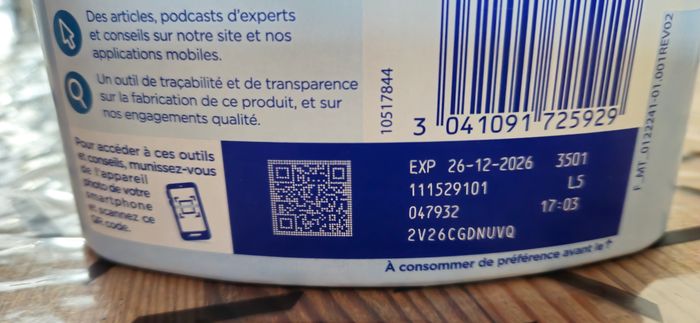 Des articles, podcasts d'experts
et conseils sur notre site et nos
applications mobiles.
Un outil de traçabilité et de transparence
sur la fabrication de ce produit, et sur
nos engagements qualité.
Pour accéder à ces outils
et conseils, munissez-vous
de l'appareil
photo de votre
smartphone
et scannez ce
QR code.
10517844
3 041091 725929
F_MT_0122241-01.001REV02
EXP 26-12-2026 3501
111529101 L5
047932 17:03
2V26CGDNUVQ
À consommer de préférence avant le ↑